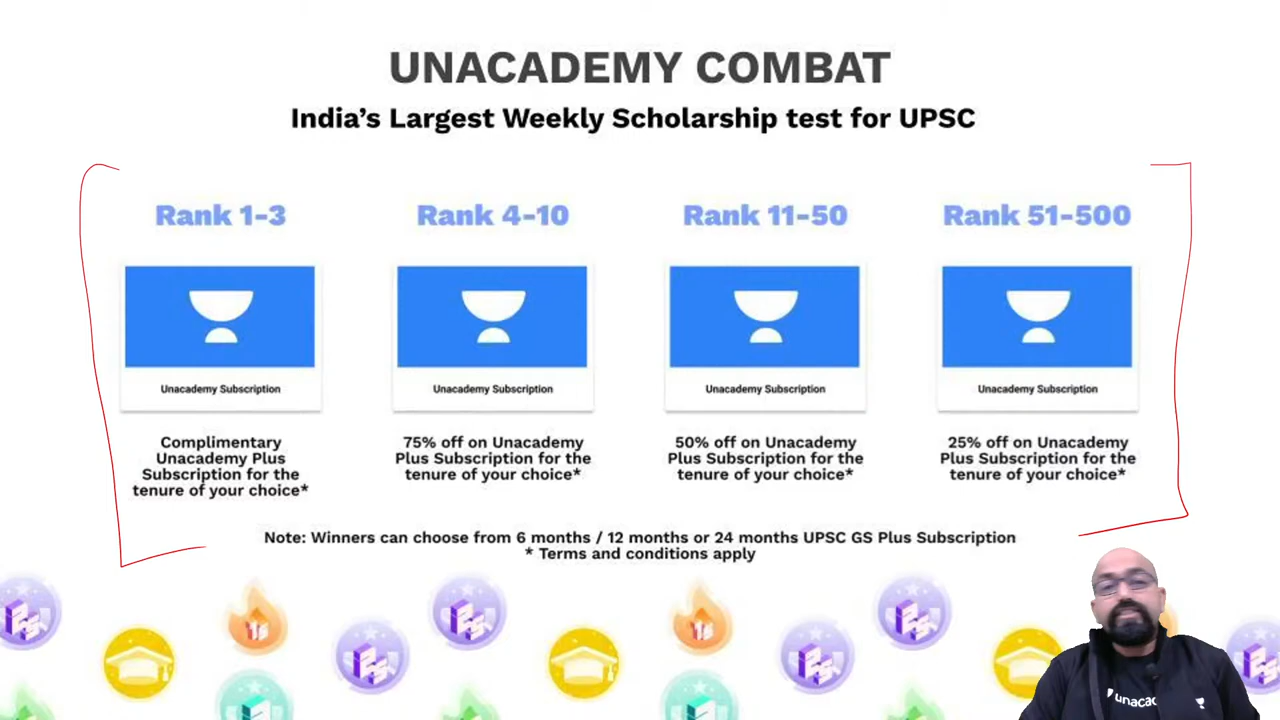 UNACADEMY COMBAT
India's Largest Weekly Scholarship test for UPSC
Rank 1-3
Unacademy Subscription
Complimentary
Unacademy Plus
Subscription for the
tenure of your choice*
Rank 4-10
Unacademy Subscription
75% off on Unacademy
Plus Subscription for the
tenure of your choice*
Rank 11-50
Unacademy Subscription
50% off on Unacademy
Plus Subscription for the
tenure of your choice*
Rank 51-500
Unacademy Subscription
25% off on Unacademy
Plus Subscription for the
tenure of your choice*
Note: Winners can choose from 6 months / 12 months or 24 months UPSC GS Plus Subscription
* Terms and conditions apply
unacad